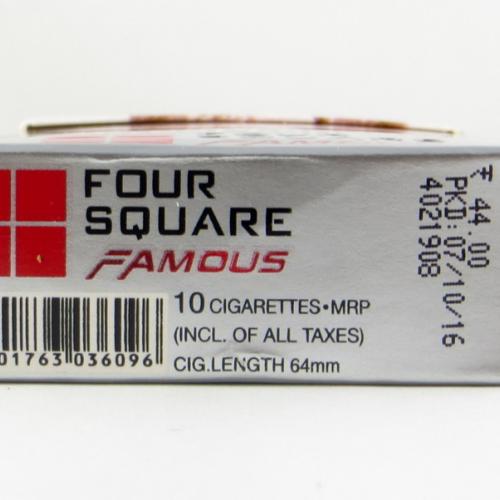 FOUR
SQUARE
FAMOUS
10 CIGARETTES•MRP
(INCL. OF ALL TAXES)
CIG.LENGTH 64mm
01763 036096
₹ 44.00
PKD:07/10/16
4021908